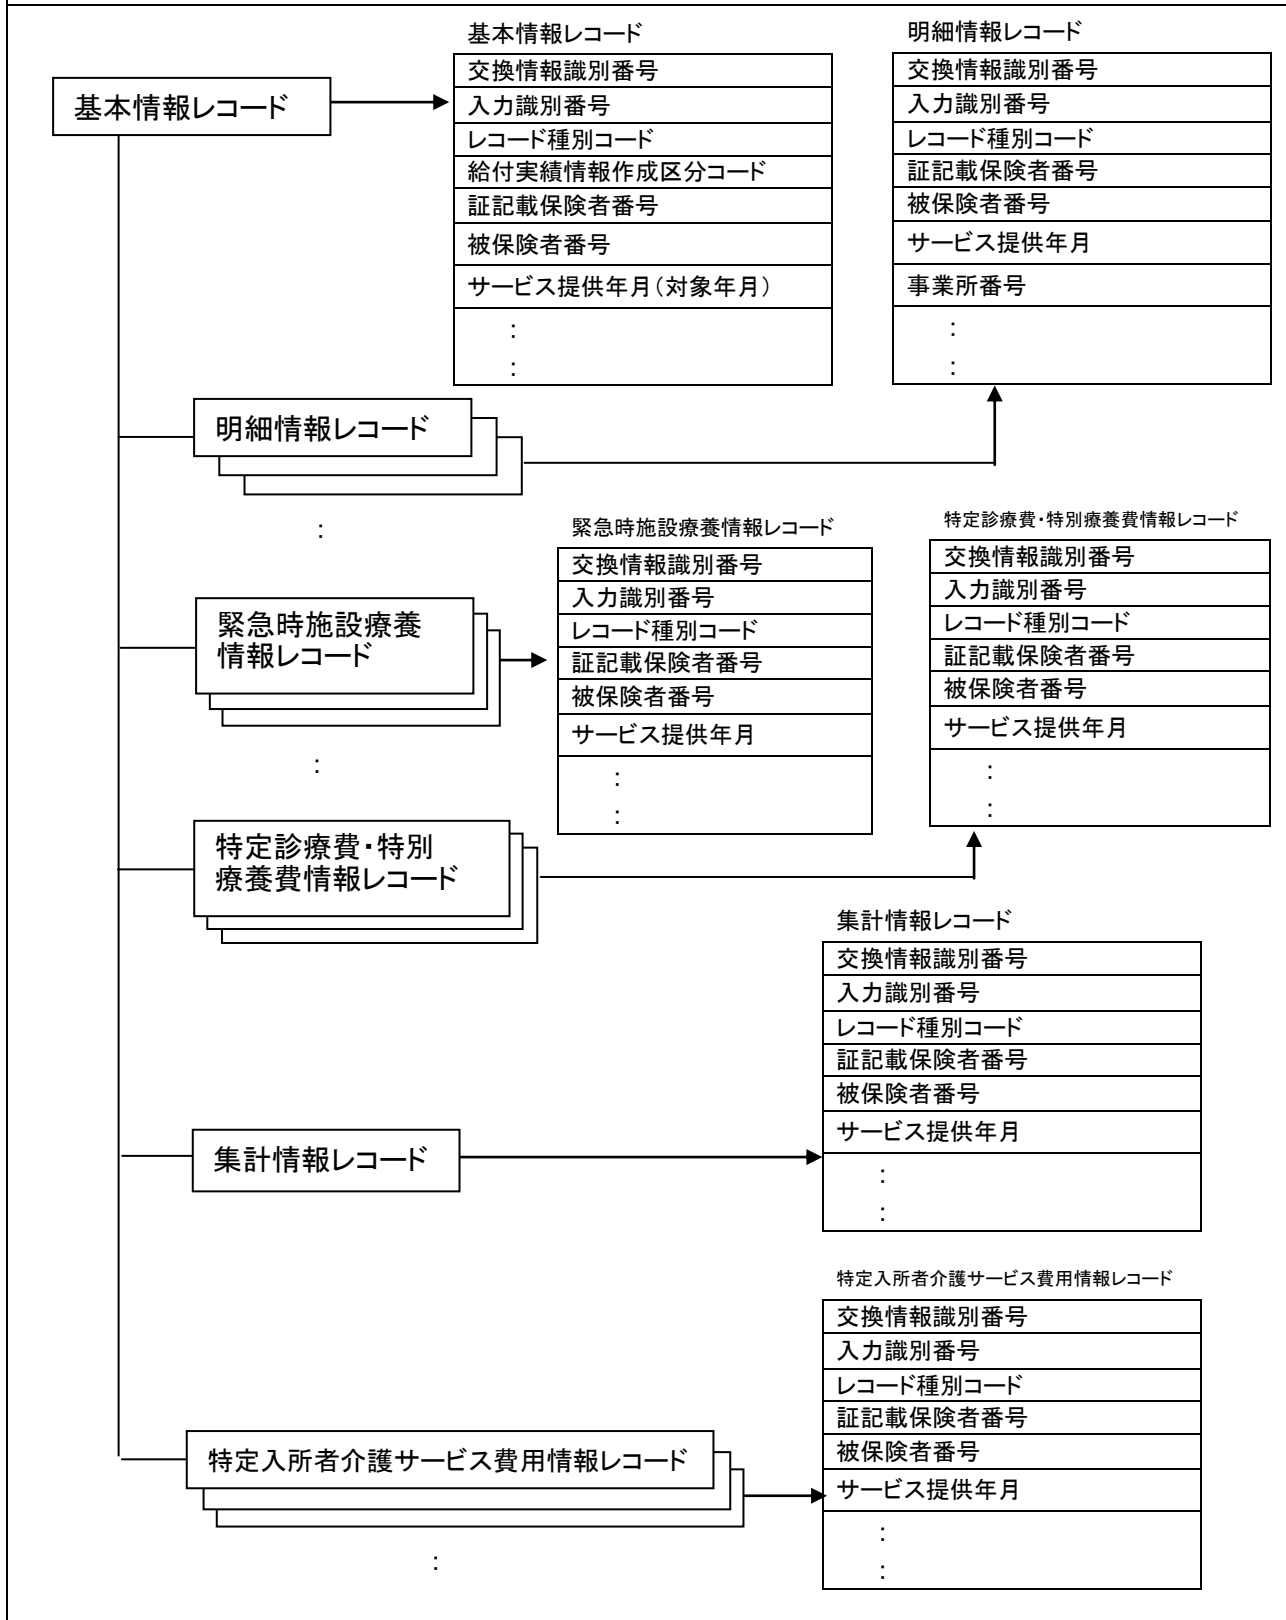 基本情報レコード
基本情報レコード
交換情報識別番号
入力識別番号
レコード種別コード
給付実績情報作成区分コード
証記載保険者番号
被保険者番号
サービス提供年月(対象年月)
:
:
明細情報レコード
交換情報識別番号
入力識別番号
レコード種別コード
証記載保険者番号
被保険者番号
サービス提供年月
事業所番号
:
:
明細情報レコード
:
緊急時施設療養
情報レコード
:
緊急時施設療養情報レコード
交換情報識別番号
入力識別番号
レコード種別コード
証記載保険者番号
被保険者番号
サービス提供年月
:
:
特定診療費・特別療養費情報レコード
交換情報識別番号
入力識別番号
レコード種別コード
証記載保険者番号
被保険者番号
サービス提供年月
:
:
特定診療費・特別
療養費情報レコード
集計情報レコード
集計情報レコード
交換情報識別番号
入力識別番号
レコード種別コード
証記載保険者番号
被保険者番号
サービス提供年月
:
:
特定入所者介護サービス費用情報レコード
:
特定入所者介護サービス費用情報レコード
交換情報識別番号
入力識別番号
レコード種別コード
証記載保険者番号
被保険者番号
サービス提供年月
:
: